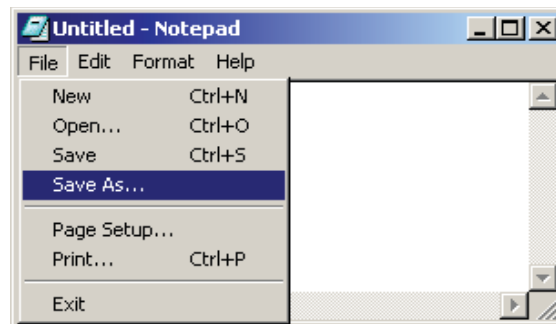 Untitled - Notepad
File Edit Format Help
New Ctrl+N
Open... Ctrl+O
Save Ctrl+S
Save As...
Page Setup...
Print... Ctrl+P
Exit